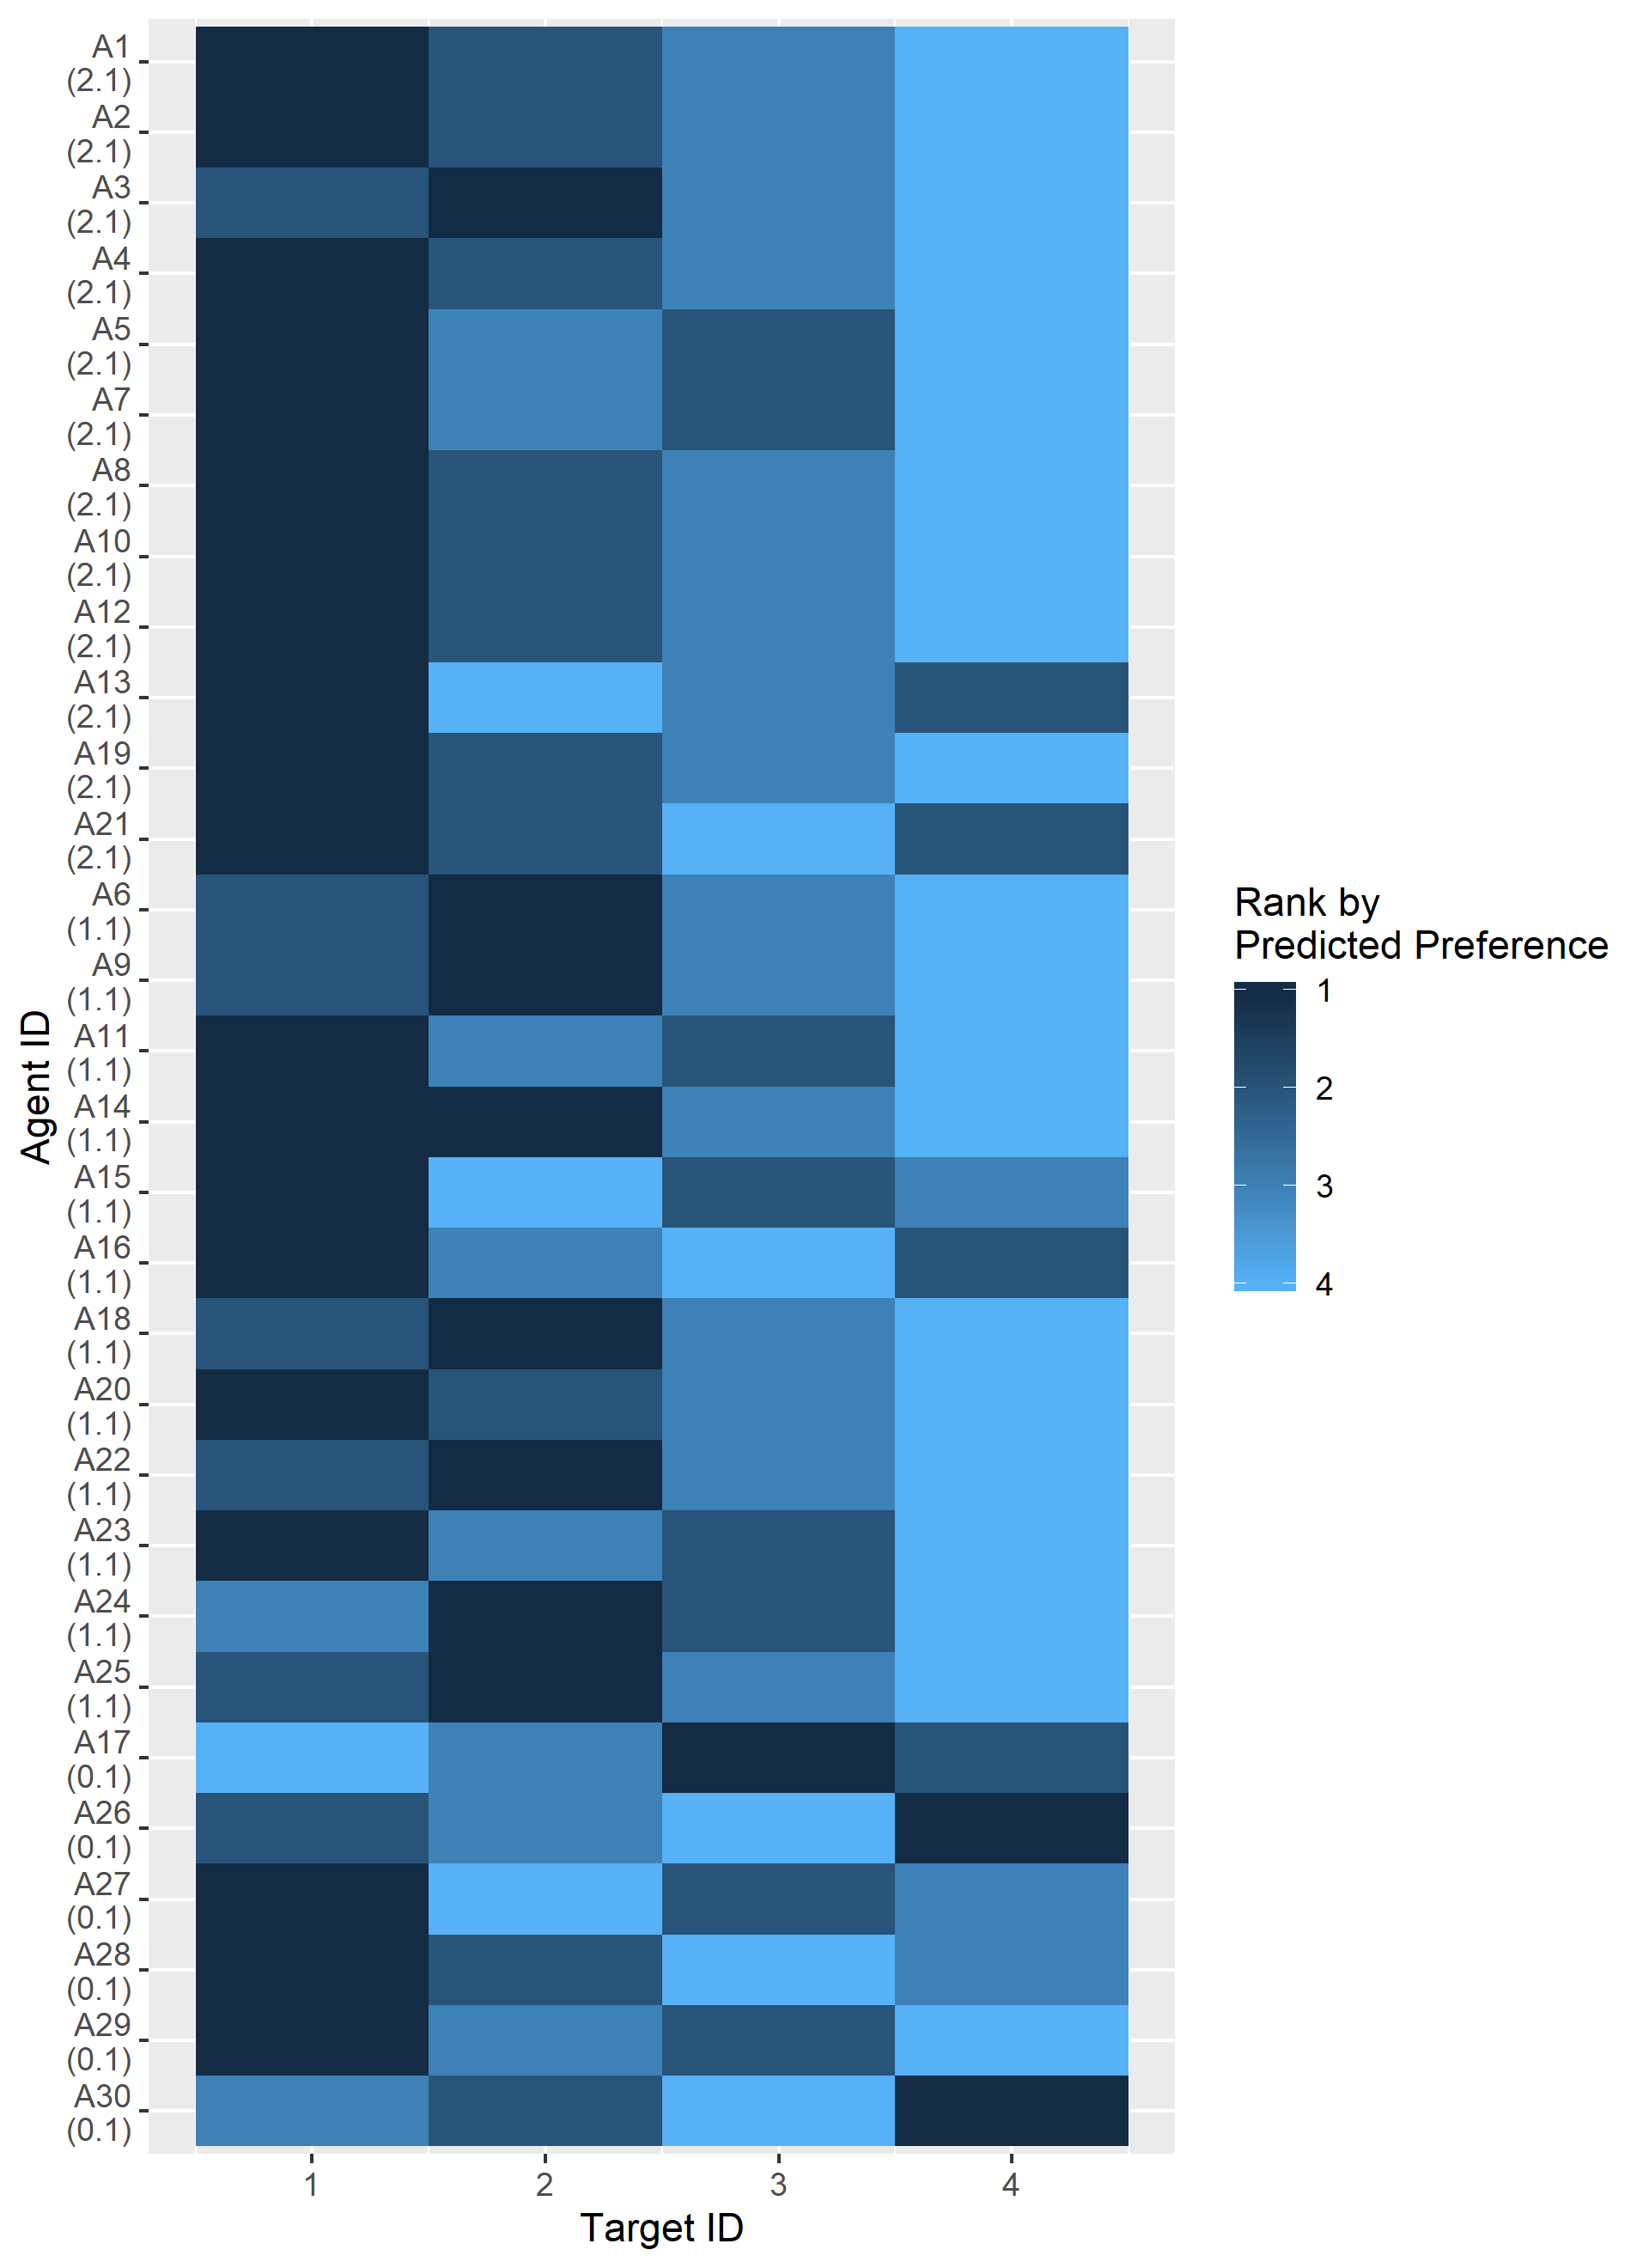 A1
(2.1)
A2
(2.1)
A3
(2.1)
A4
(2.1)
A5
(2.1)
A7
(2.1)
A8
(2.1)
A10
(2.1)
A12
(2.1)
A13
(2.1)
A19
(2.1)
A21
(2.1)
A6
(1.1)
A9
(1.1)
A11
(1.1)
A14
(1.1)
A15
(1.1)
A16
(1.1)
A18
(1.1)
A20
(1.1)
A22
(1.1)
A23
(1.1)
A24
(1.1)
A25
(1.1)
A17
(0.1)
A26
(0.1)
A27
(0.1)
A28
(0.1)
A29
(0.1)
A30
(0.1)
Agent ID
1 2 3 4
Target ID
Rank by
Predicted Preference
1
2
3
4